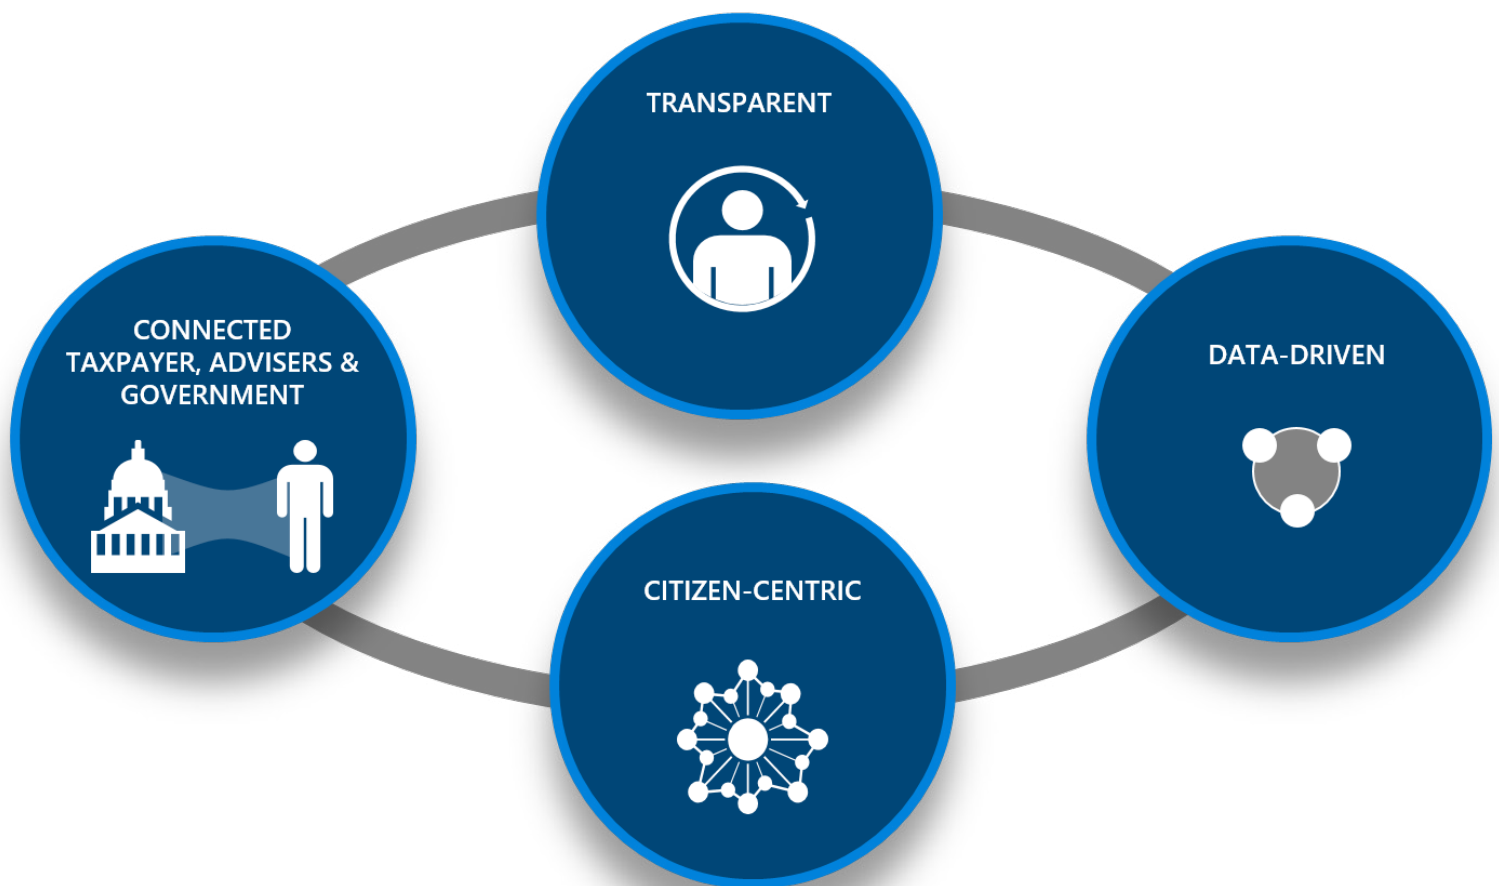 TRANSPARENT
CONNECTED
TAXPAYER, ADVISERS &
GOVERNMENT
DATA-DRIVEN
CITIZEN-CENTRIC